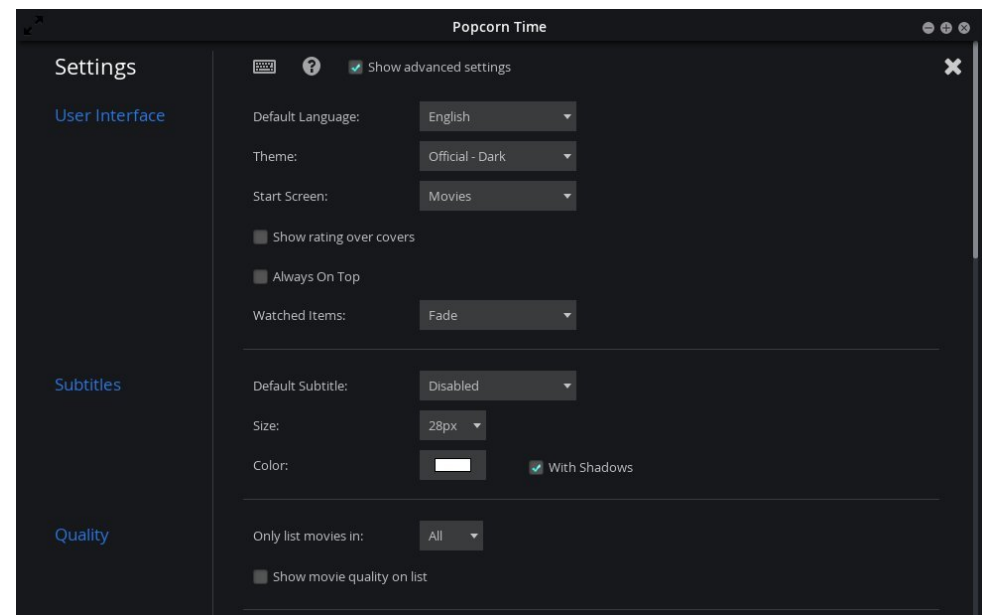 Popcorn Time
Settings
Show advanced settings
User Interface
Default Language: English
Theme: Official - Dark
Start Screen: Movies
Show rating over covers
Always On Top
Watched Items: Fade
Subtitles
Default Subtitle: Disabled
Size: 28px
Color:
With Shadows
Quality
Only list movies in: All
Show movie quality on list